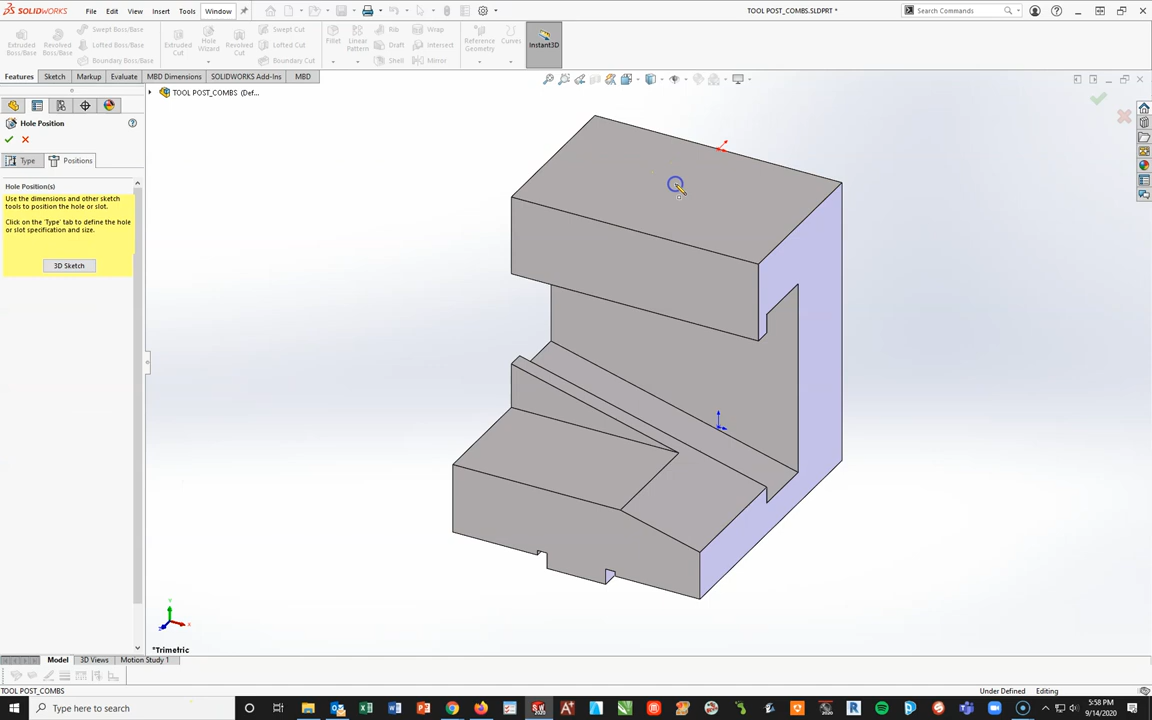 SOLIDWORKS File Edit View Insert Tools Window TOOL POST_COMBS.SLDPRT * Search Commands
Extruded Boss/Base Revolved Boss/Base Swept Boss/Base Lofted Boss/Base Boundary Boss/Base Extruded Cut Hole Wizard Revolved Cut Swept Cut Lofted Cut Boundary Cut Fillet Linear Pattern Rib Draft Shell Wrap Intersect Mirror Reference Geometry Curves Instant3D
Features Sketch Markup Evaluate MBD Dimensions SOLIDWORKS Add-Ins MBD
TOOL POST_COMBS (Def...
Hole Position
Type Positions
Hole Position(s)
Use the dimensions and other sketch
tools to position the hole or slot.
Click on the 'Type' tab to define the hole
or slot specification and size.
3D Sketch
*Trimetric
Model 3D Views Motion Study 1
TOOL POST_COMBS Under Defined Editing
Type here to search
5:58 PM
9/14/2020